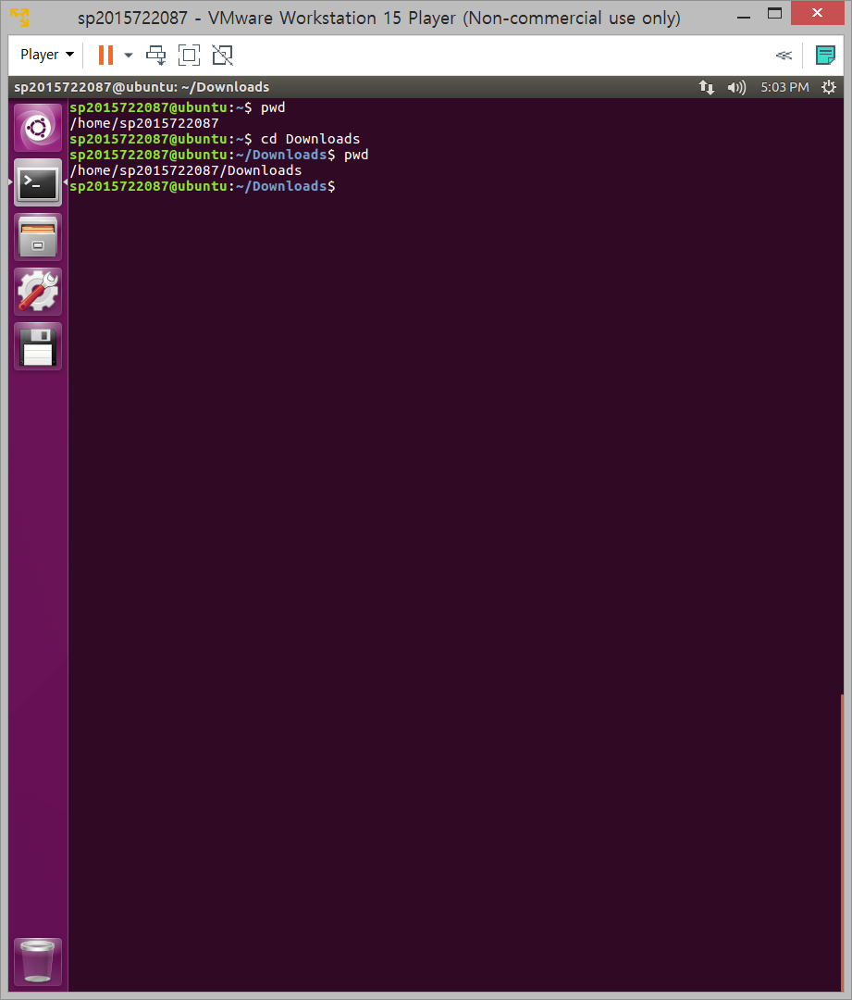 sp2015722087 - VMware Workstation 15 Player (Non-commercial use only)
Player
sp2015722087@ubuntu: ~/Downloads
5:03 PM
sp2015722087@ubuntu:~$ pwd
/home/sp2015722087
sp2015722087@ubuntu:~$ cd Downloads
sp2015722087@ubuntu:~/Downloads$ pwd
/home/sp2015722087/Downloads
sp2015722087@ubuntu:~/Downloads$